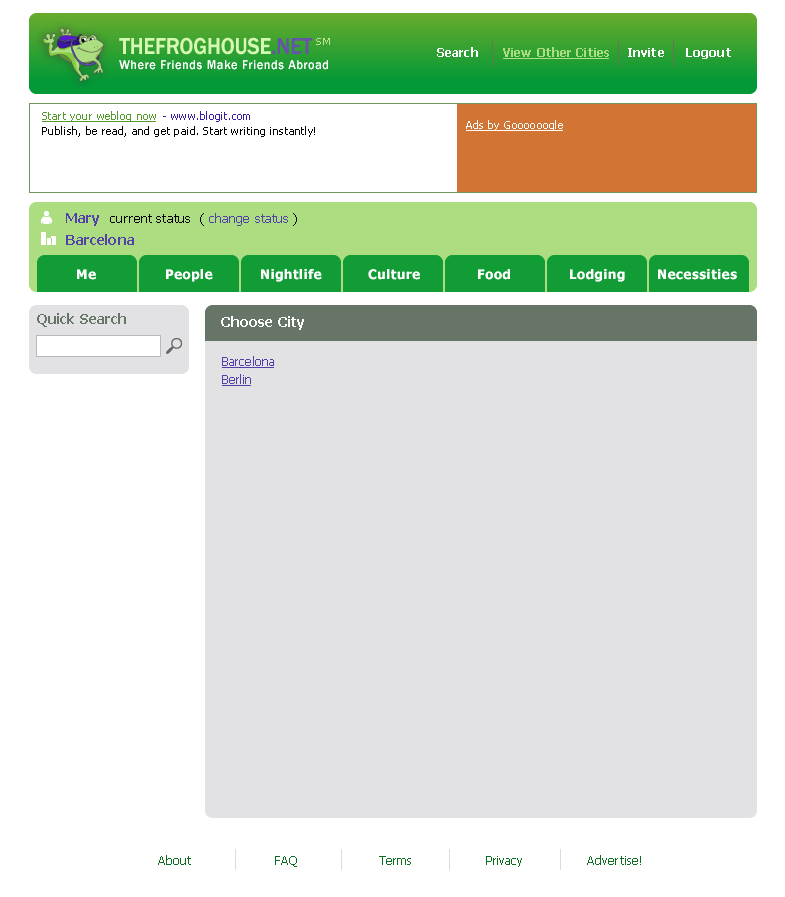 THEFROGHOUSE.NET SM
Where Friends Make Friends Abroad
Search View Other Cities Invite Logout
Start your weblog now - www.blogit.com
Publish, be read, and get paid. Start writing instantly!
Ads by Goooooogle
Mary current status ( change status )
Barcelona
Me People Nightlife Culture Food Lodging Necessities
Quick Search
Choose City
Barcelona
Berlin
About FAQ Terms Privacy Advertise!